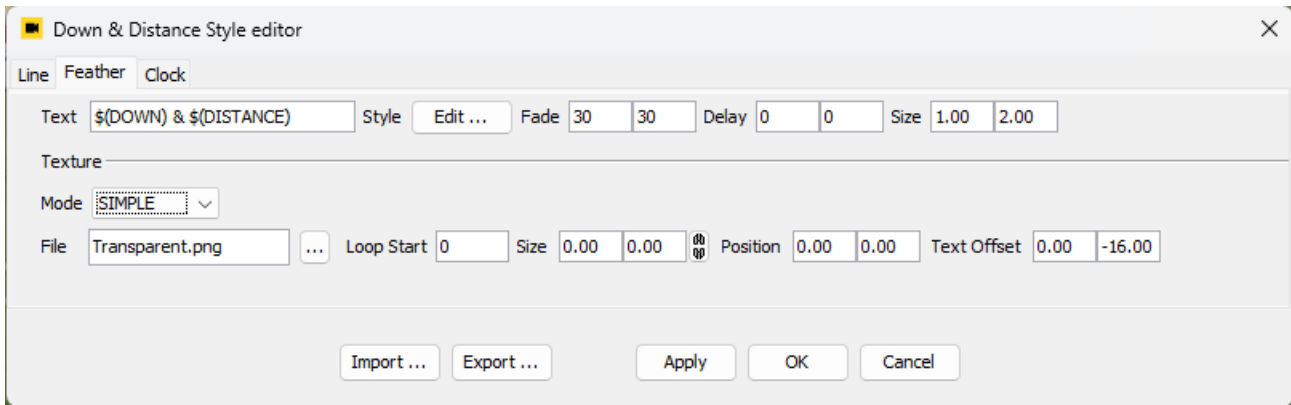 Down & Distance Style editor
Line Feather Clock
Text $(DOWN) & $(DISTANCE) Style Edit ... Fade 30 30 Delay 0 0 Size 1.00 2.00
Texture
Mode SIMPLE
File Transparent.png ... Loop Start 0 Size 0.00 0.00 Position 0.00 0.00 Text Offset 0.00 -16.00
Import ... Export ... Apply OK Cancel